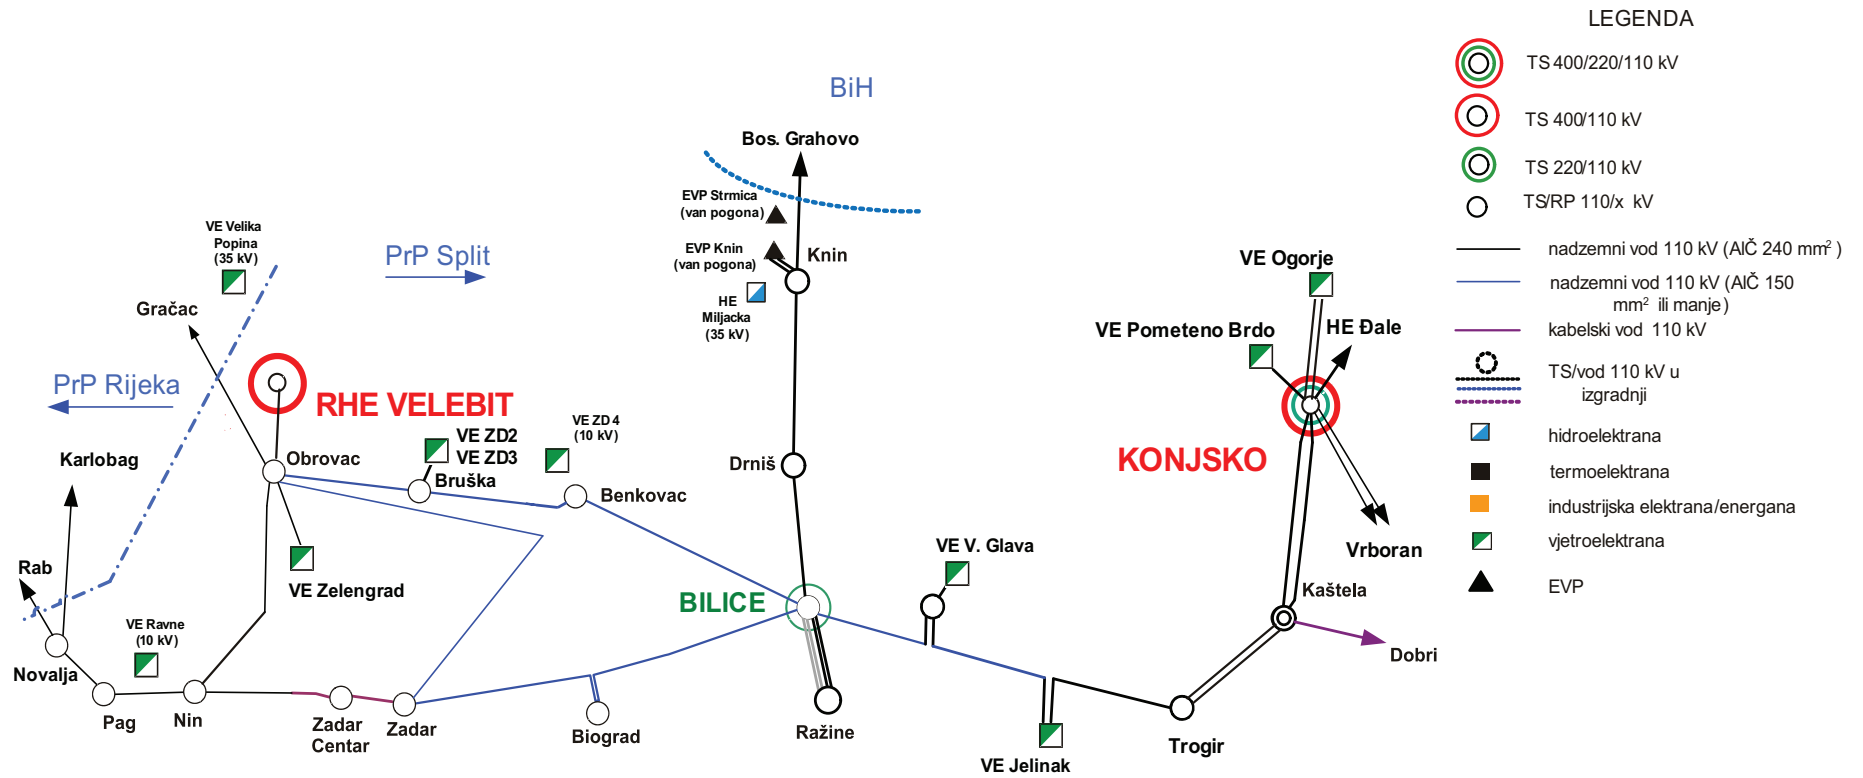 LEGENDA
TS 400/220/110 kV
TS 400/110 kV
TS 220/110 kV
TS/RP 110/x kV
nadzemni vod 110 kV (AlČ 240 mm²)
nadzemni vod 110 kV (AlČ 150
mm² ili manje)
kabelski vod 110 kV
TS/vod 110 kV u
izgradnji
hidroelektrana
termoelektrana
industrijska elektrana/energana
vjetroelektrana
EVP
BiH
Bos. Grahovo
EVP Strmica
(van pogona)
EVP Knin
(van pogona)
Knin
HE
Miljacka
(35 kV)
VE Velika
Popina
(35 kV)
PrP Split
Gračac
PrP Rijeka
RHE VELEBIT
Karlobag
Obrovac
VE ZD2
VE ZD3
Bruška
VE ZD 4
(10 kV)
Benkovac
Drniš
VE Ogorje
VE Pometeno Brdo
HE Đale
KONJSKO
Vrboran
Kaštela
Dobri
VE V. Glava
BILICE
Rab
VE Zelengrad
VE Ravne
(10 kV)
Novalja
Pag
Nin
Zadar
Centar
Zadar
Biograd
Ražine
VE Jelinak
Trogir